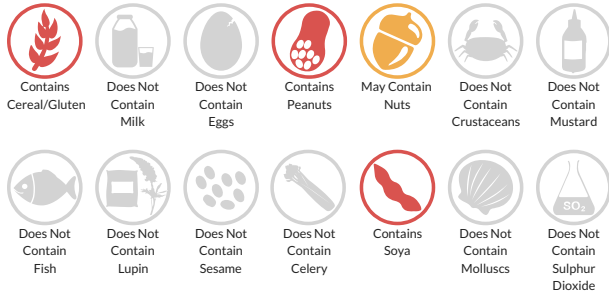 Contains
Cereal/Gluten
Does Not
Contain
Milk
Does Not
Contain
Eggs
Contains
Peanuts
May Contain
Nuts
Does Not
Contain
Crustaceans
Does Not
Contain
Mustard
SO₂
Does Not
Contain
Fish
Does Not
Contain
Lupin
Does Not
Contain
Sesame
Does Not
Contain
Celery
Contains
Soya
Does Not
Contain
Molluscs
Does Not
Contain
Sulphur
Dioxide